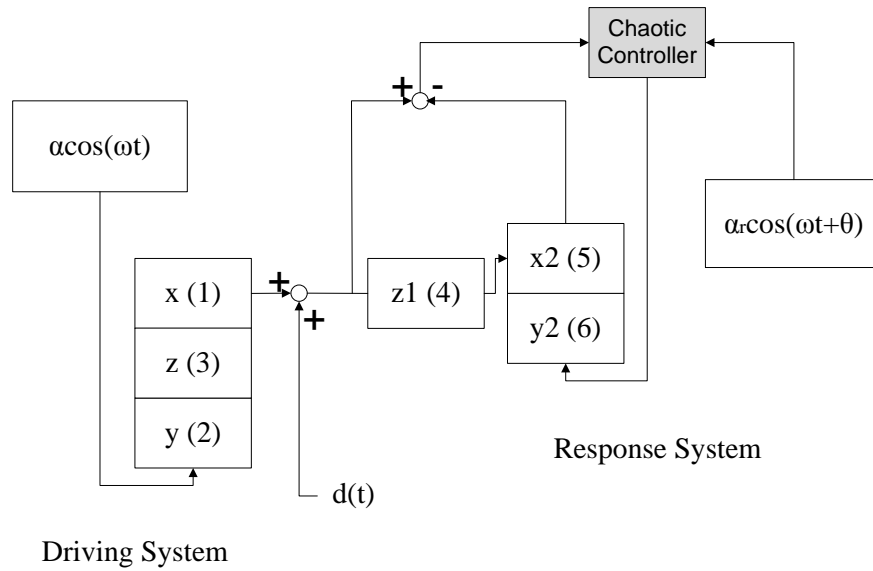 Chaotic
Controller
+
-
αcos(ωt)
αrcos(ωt+θ)
x2 (5)
x (1)
+
z1 (4)
+
y2 (6)
z (3)
y (2)
Response System
d(t)
Driving System